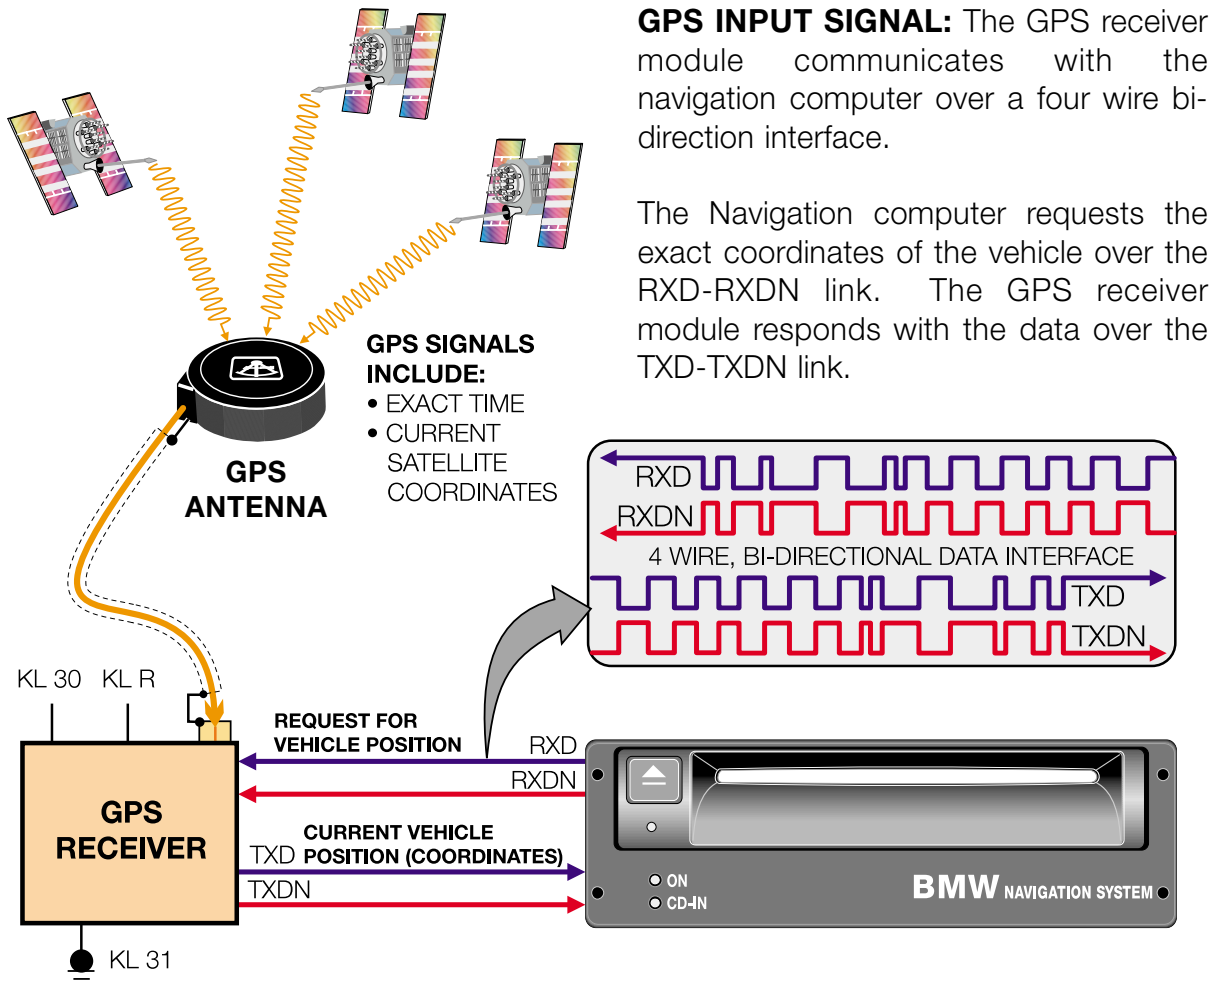 GPS INPUT SIGNAL: The GPS receiver
module communicates with the
navigation computer over a four wire bi-
direction interface.
The Navigation computer requests the
exact coordinates of the vehicle over the
RXD-RXDN link. The GPS receiver
module responds with the data over the
TXD-TXDN link.
GPS SIGNALS
INCLUDE:
• EXACT TIME
• CURRENT
SATELLITE
COORDINATES
GPS
ANTENNA
RXD
RXDN
4 WIRE, BI-DIRECTIONAL DATA INTERFACE
TXD
TXDN
KL 30 KL R
REQUEST FOR
VEHICLE POSITION
RXD
RXDN
GPS
RECEIVER
CURRENT VEHICLE
TXD POSITION (COORDINATES)
TXDN
ON
CD-IN
BMW NAVIGATION SYSTEM
KL 31